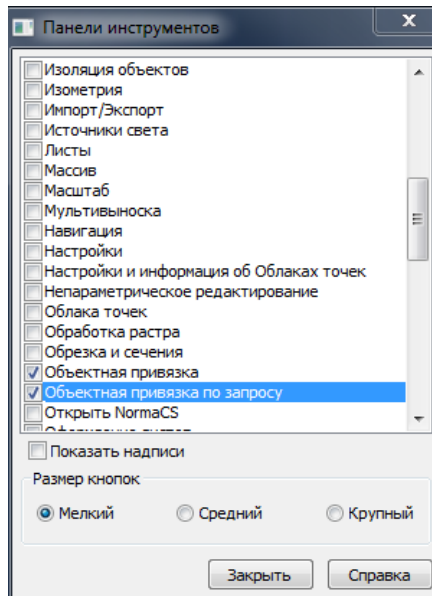 Панели инструментов
Изоляция объектов
Изометрия
Импорт/Экспорт
Источники света
Листы
Массив
Масштаб
Мультивыноска
Навигация
Настройки
Настройки и информация об Облаках точек
Непараметрическое редактирование
Облака точек
Обработка растра
Обрезка и сечения
Объектная привязка
Объектная привязка по запросу
Открыть NormaCS
Показать надписи
Размер кнопок
Мелкий Средний Крупный
Закрыть Справка